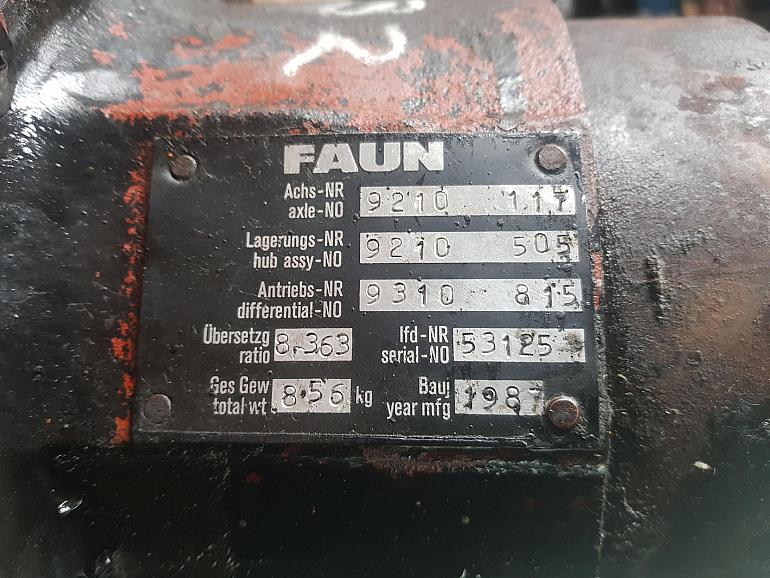 FAUN
Achs-NR
axle-NO 9210 117
Lagerungs-NR
hub assy-NO 9210 505
Antriebs-NR
differential-NO 9310 815
Übersetzg
ratio 8.363
lfd-NR
serial-NO 53125
Ges Gew
total wt 856 kg
Bauj
year mfg 1987